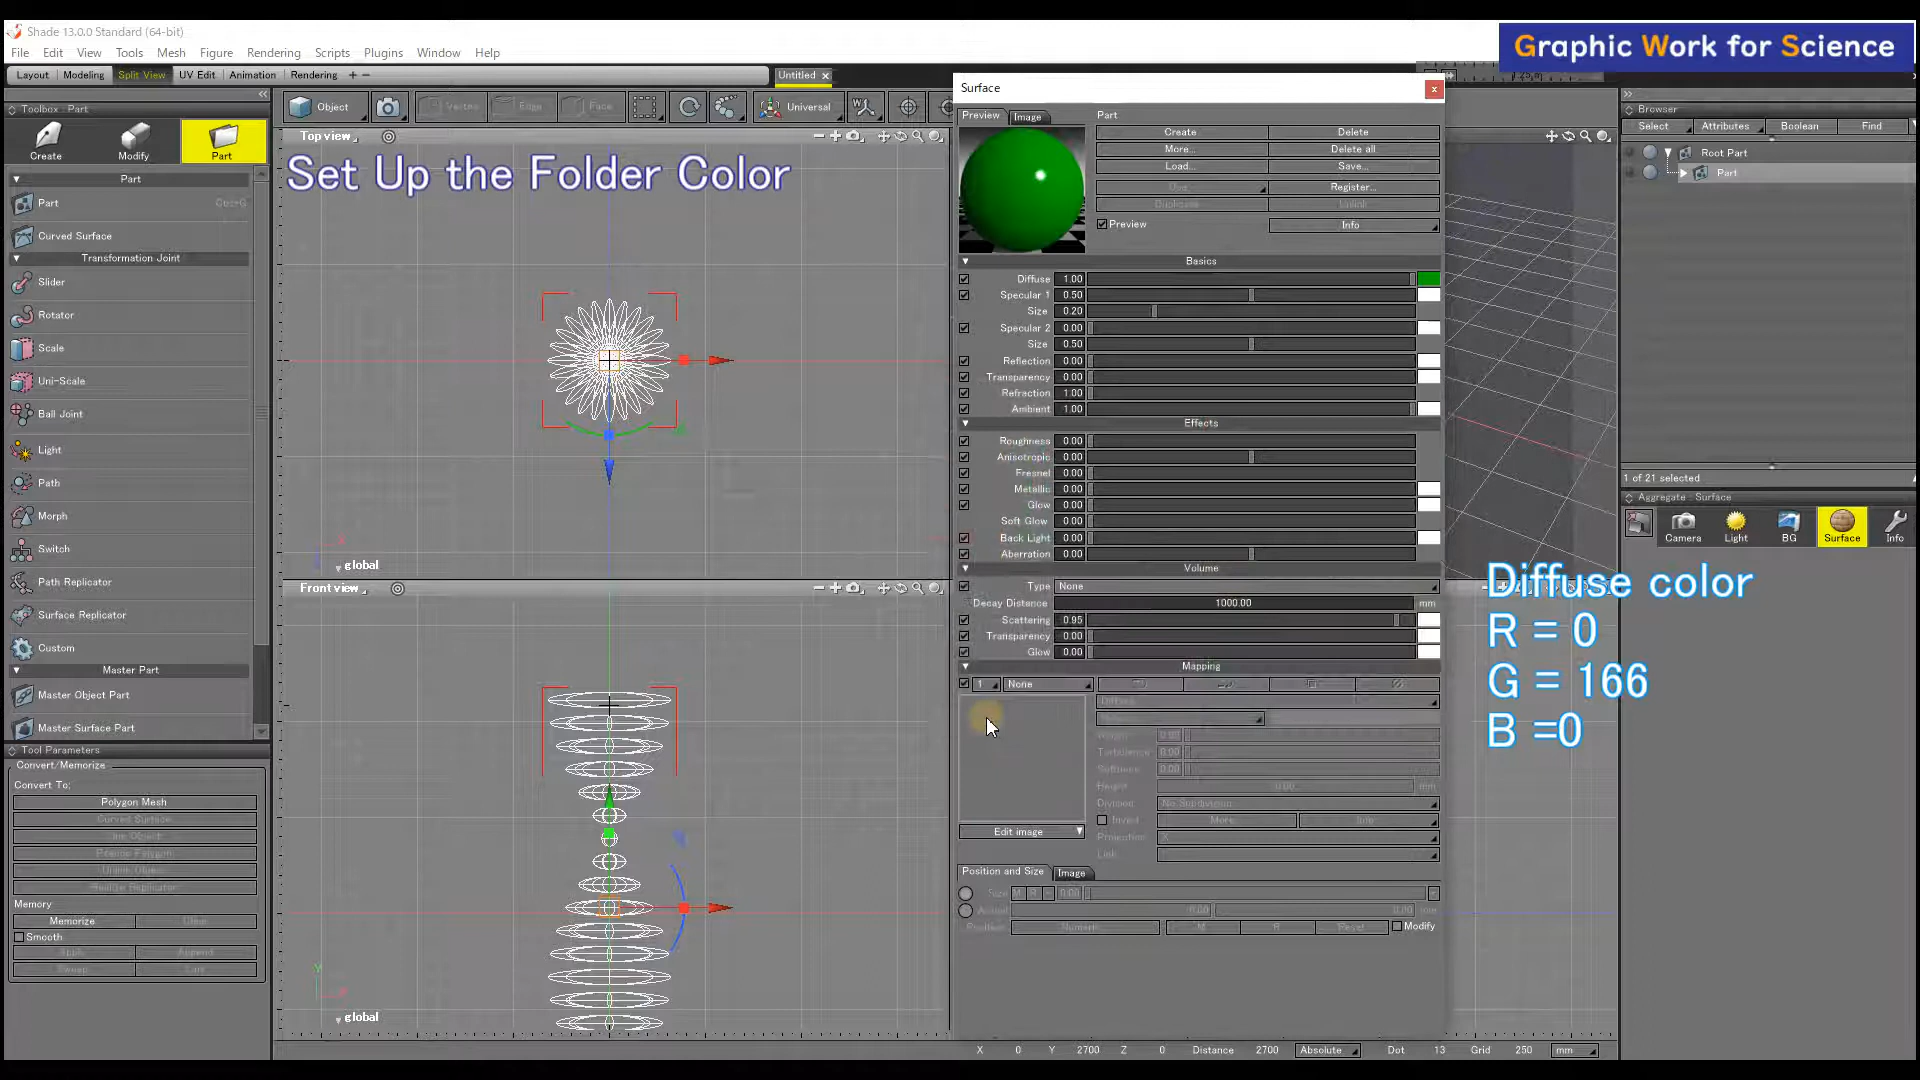 Shade 13.0.0 Standard (64-bit)
Graphic Work for Science
File Edit View Tools Mesh Figure Rendering Scripts Plugins Window Help
Layout Modeling Split View UV Edit Animation Rendering
Untitled
Surface
Toolbox : Part
Object
Vertex
Edge
Face
Universal
Browser
Preview
Image
Part
Select
Attributes
Boolean
Find
Top view
Create
Delete
Create
Modify
Part
More...
Delete all
Root Part
Set Up the Folder Color
Load...
Save...
Part
Part
Register...
Part
Ctrl+G
Preview
Info
Curved Surface
Transformation Joint
Basics
Slider
Diffuse 1.00
Specular 1 0.50
Rotator
Size 0.20
Specular 2 0.00
Scale
Size 0.50
Reflection 0.00
Uni-Scale
Transparency 0.00
Refraction 1.00
Ball Joint
Ambient 1.00
Effects
Light
Roughness 0.00
Anisotropic 0.00
Fresnel 0.00
1 of 21 selected
Path
Metallic 0.00
Aggregate : Surface
Glow 0.00
Morph
Soft Glow 0.00
Camera
Light
BG
Surface
Info
Switch
Back Light 0.00
Aberration 0.00
global
Volume
Path Replicator
Front view
Type None
Diffuse color
Decay Distance 1000.00 mm
Surface Replicator
Scattering 0.95
R = 0
Transparency 0.00
Custom
Glow 0.00
Master Part
Mapping
G = 166
Master Object Part
1
None
Master Surface Part
B =0
Tool Parameters
Convert/Memorize
Convert To:
Polygon Mesh
No Subdivision
Invert
More
Edit image
Projection
Link
Position and Size
Image
Memory
Memorize
Smooth
Modify
global
X 0 Y 2700 Z 0 Distance 2700 Absolute Dot 13 Grid 250 mm